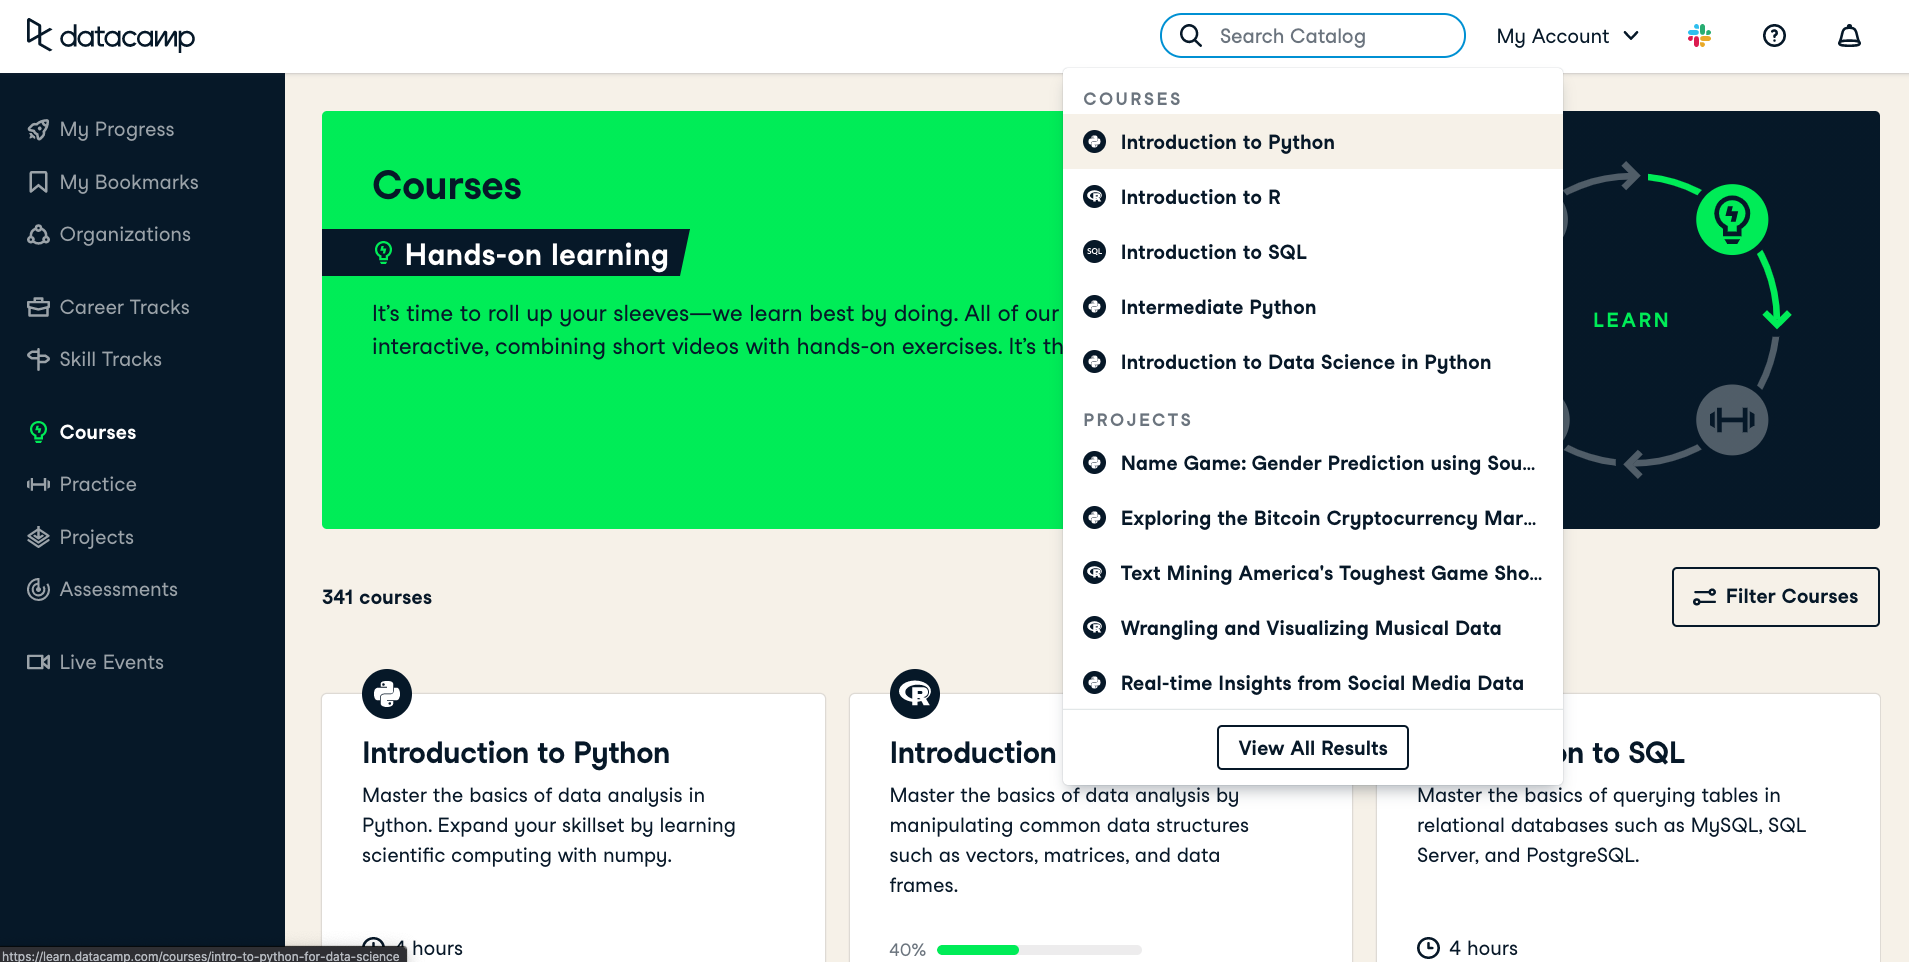 datacamp
Search Catalog
My Account
My Progress
My Bookmarks
Organizations
Career Tracks
Skill Tracks
Courses
Practice
Projects
Assessments
Live Events
Courses
Hands-on learning
It's time to roll up your sleeves—we learn best by doing. All of our
interactive, combining short videos with hands-on exercises. It's th
LEARN
COURSES
Introduction to Python
Introduction to R
SQL Introduction to SQL
Intermediate Python
Introduction to Data Science in Python
PROJECTS
Name Game: Gender Prediction using Sou...
Exploring the Bitcoin Cryptocurrency Mar...
Text Mining America's Toughest Game Sho...
Wrangling and Visualizing Musical Data
Real-time Insights from Social Media Data
View All Results
341 courses
Filter Courses
Introduction to Python
Master the basics of data analysis in
Python. Expand your skillset by learning
scientific computing with numpy.
4 hours
Introduction
Master the basics of data analysis by
manipulating common data structures
such as vectors, matrices, and data
frames.
40%
on to SQL
Master the basics of querying tables in
relational databases such as MySQL, SQL
Server, and PostgreSQL.
4 hours
https://learn.datacamp.com/courses/intro-to-python-for-data-science